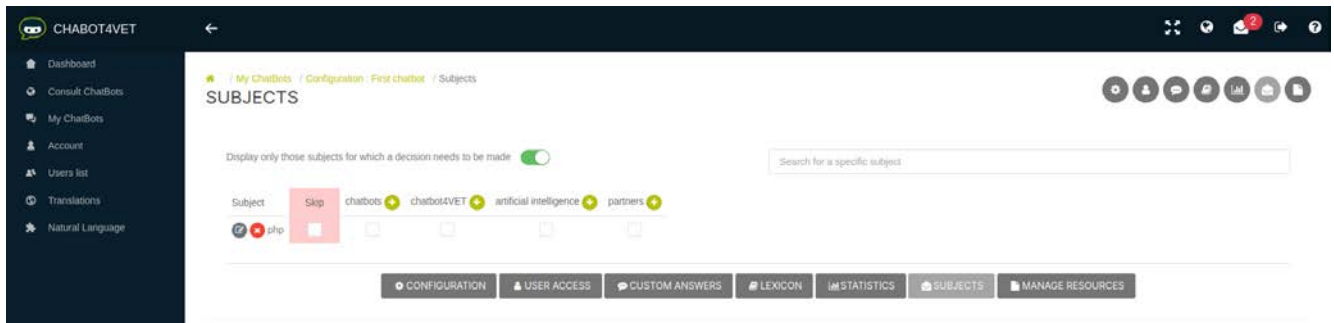 CHABOT4VET
2
Dashboard
Consult ChatBots
My ChatBots
Account
Users list
Translations
Natural Language
/ My ChatBots / Configuration : First chatbot / Subjects
SUBJECTS
Display only those subjects for which a decision needs to be made
Search for a specific subject
Subject Skip chatbots chatbot4VET artificial intelligence partners
php
CONFIGURATION USER ACCESS CUSTOM ANSWERS LEXICON STATISTICS SUBJECTS MANAGE RESOURCES